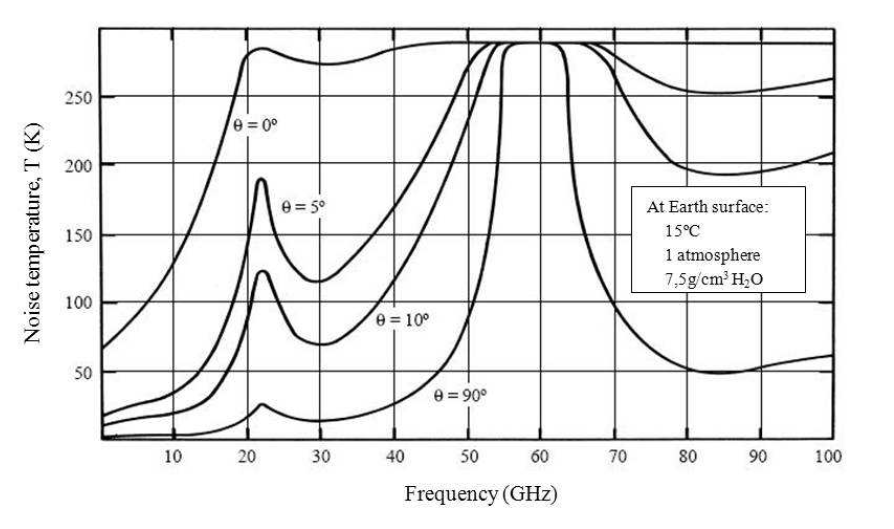 Noise temperature, T (K)
250
200
150
100
50
θ = 0º
θ = 5º
θ = 10º
θ = 90º
At Earth surface:
15ºC
1 atmosphere
7,5g/cm³ H₂O
10 20 30 40 50 60 70 80 90 100
Frequency (GHz)